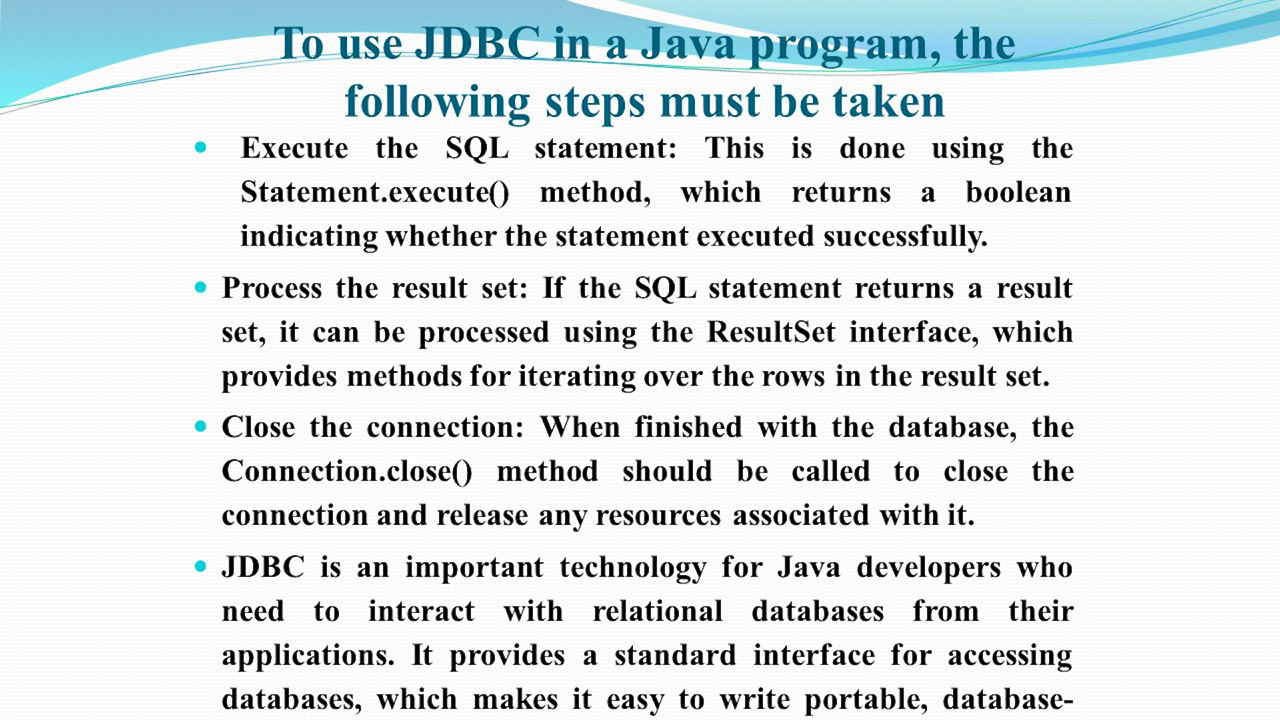 To use JDBC in a Java program, the
following steps must be taken
• Execute the SQL statement: This is done using the
Statement.execute() method, which returns a boolean
indicating whether the statement executed successfully.
• Process the result set: If the SQL statement returns a result
set, it can be processed using the ResultSet interface, which
provides methods for iterating over the rows in the result set.
• Close the connection: When finished with the database, the
Connection.close() method should be called to close the
connection and release any resources associated with it.
• JDBC is an important technology for Java developers who
need to interact with relational databases from their
applications. It provides a standard interface for accessing
databases, which makes it easy to write portable, database-